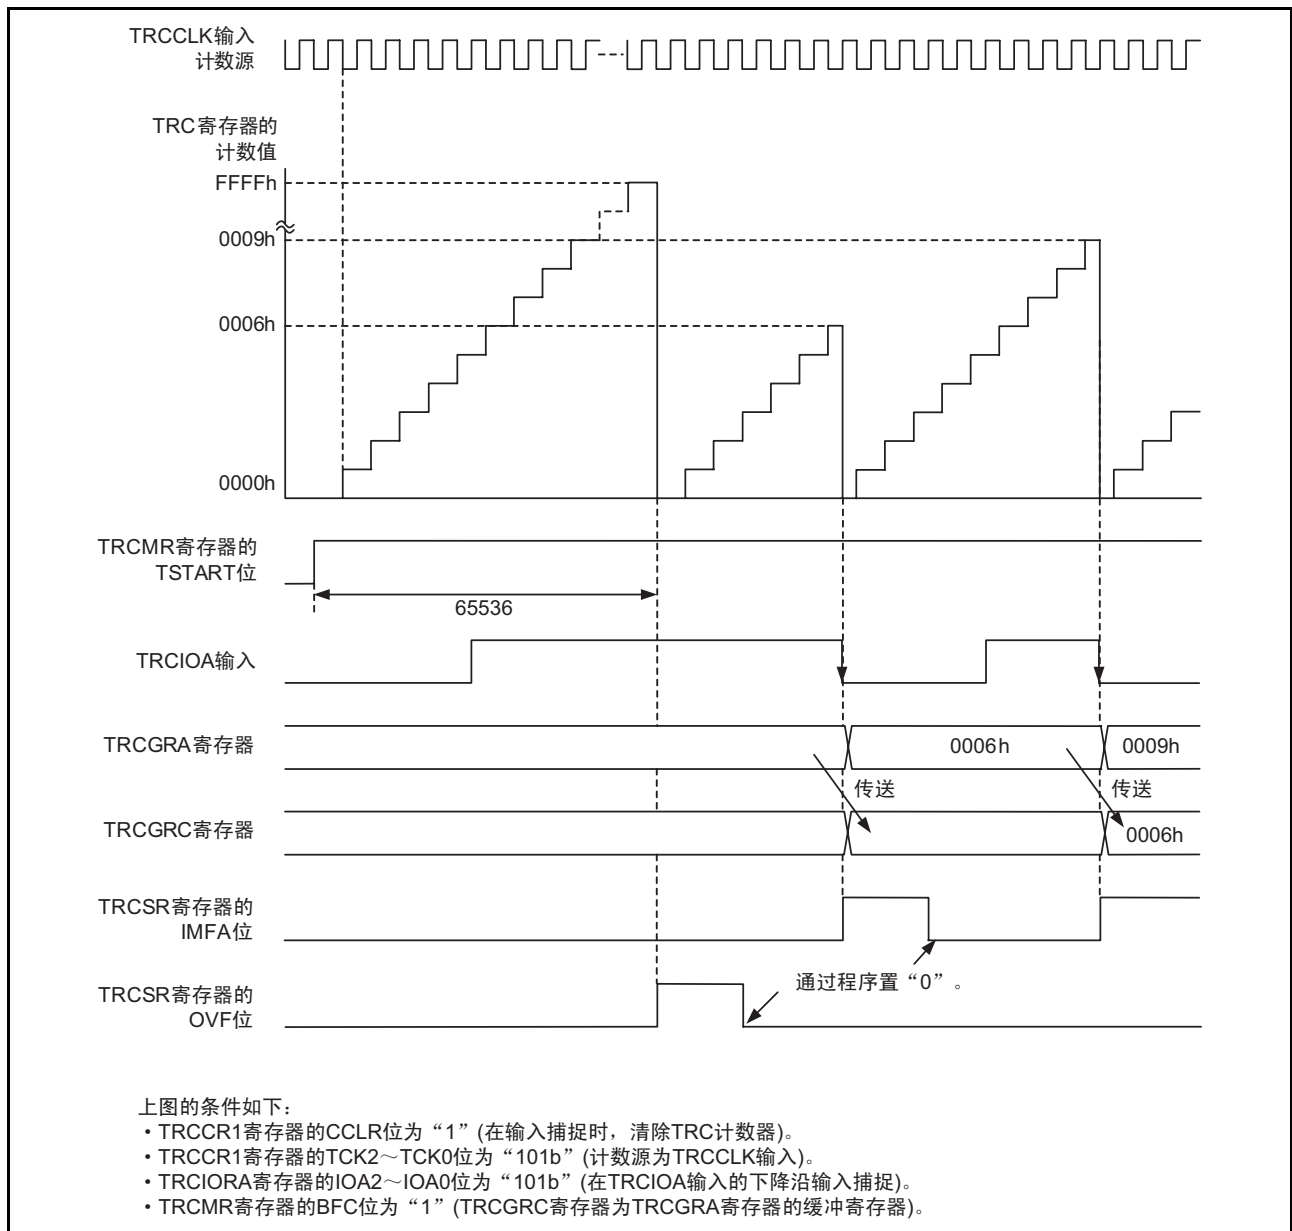 TRCCLK输入
计数源
TRC寄存器的
计数值
FFFFh
0009h
0006h
0000h
TRCMR寄存器的
TSTART位
65536
TRCIOA输入
TRCGRA寄存器
0006h
0009h
传送
传送
TRCGRC寄存器
0006h
TRCSR寄存器的
IMFA位
通过程序置“0”。
TRCSR寄存器的
OVF位
上图的条件如下：
•TRCCR1寄存器的CCLR位为“1”(在输入捕捉时，清除TRC计数器)。
•TRCCR1寄存器的TCK2～TCK0位为“101b”(计数源为TRCCLK输入)。
•TRCIORA寄存器的IOA2～IOA0位为“101b”(在TRCIOA输入的下降沿输入捕捉)。
•TRCMR寄存器的BFC位为“1”(TRCGRC寄存器为TRCGRA寄存器的缓冲寄存器)。